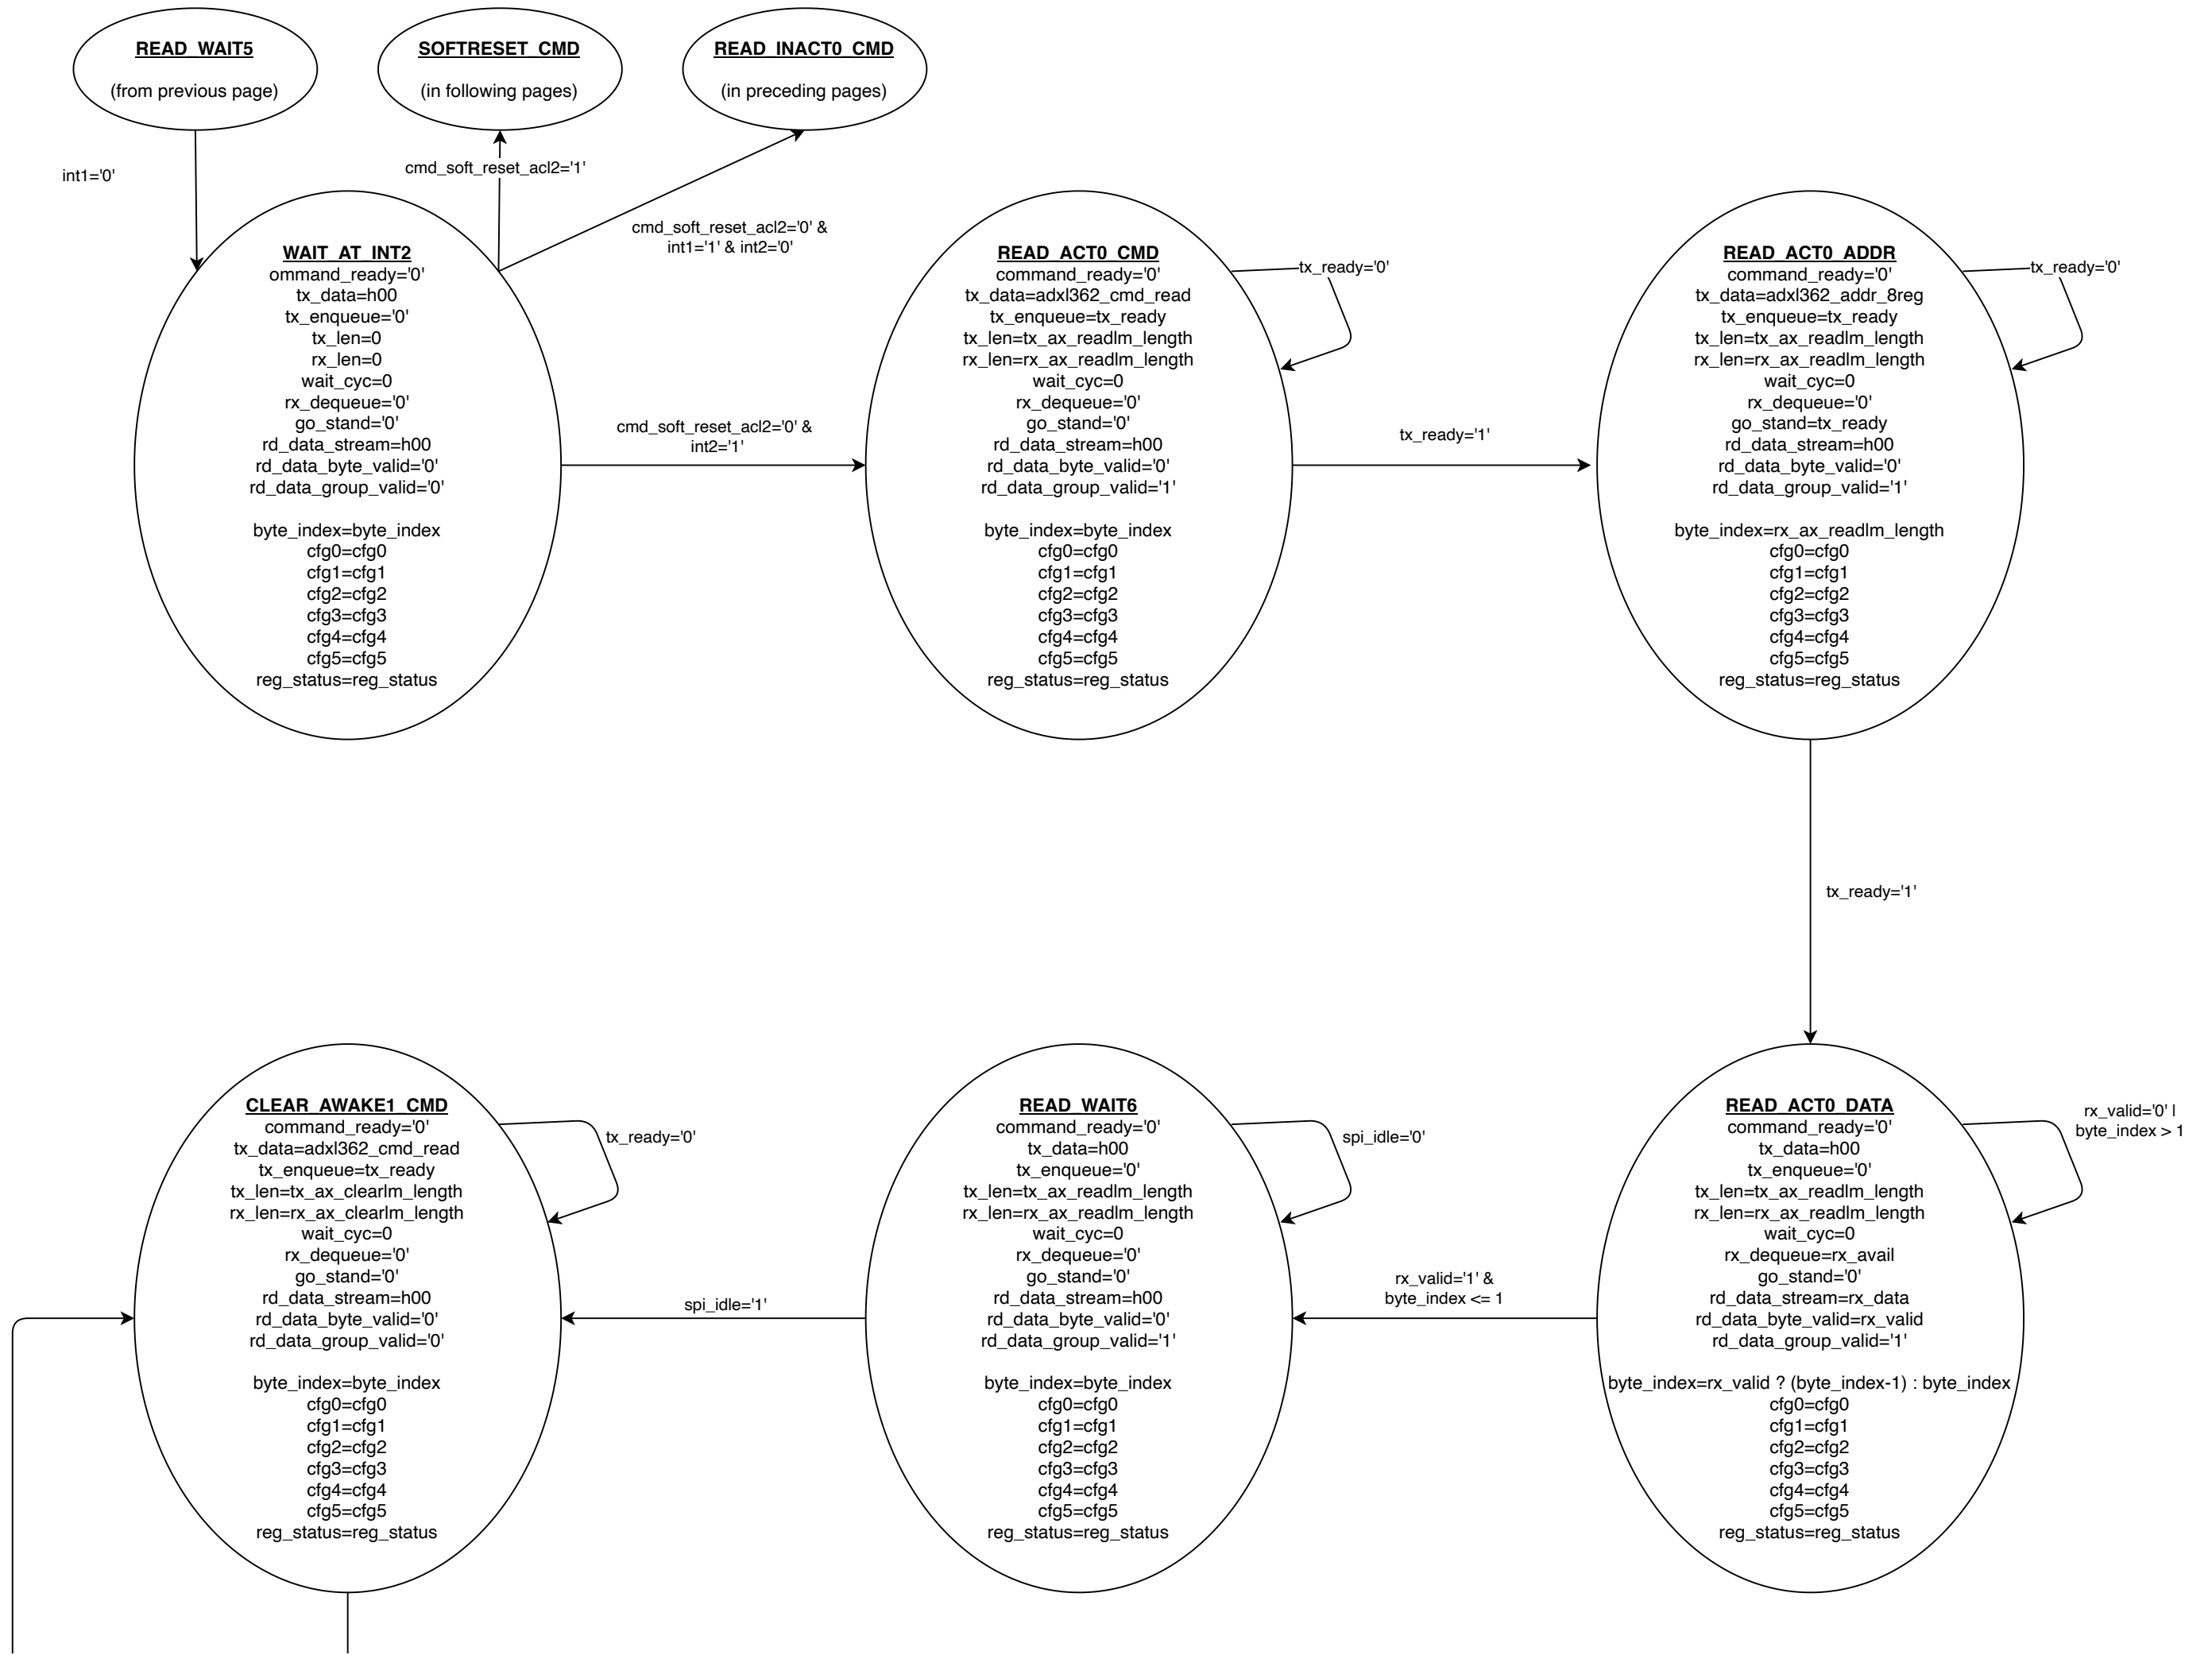 READ_WAIT5
(from previous page)
SOFTRESET_CMD
(in following pages)
READ_INACT0_CMD
(in preceding pages)
int1='0'
cmd_soft_reset_acl2='1'
cmd_soft_reset_acl2='0' &
int1='1' & int2='0'
WAIT_AT_INT2
ommand_ready='0'
tx_data=h00
tx_enqueue='0'
tx_len=0
rx_len=0
wait_cyc=0
rx_dequeue='0'
go_stand='0'
rd_data_stream=h00
rd_data_byte_valid='0'
rd_data_group_valid='0'
byte_index=byte_index
cfg0=cfg0
cfg1=cfg1
cfg2=cfg2
cfg3=cfg3
cfg4=cfg4
cfg5=cfg5
reg_status=reg_status
cmd_soft_reset_acl2='0' &
int2='1'
READ_ACT0_CMD
command_ready='0'
tx_data=adxl362_cmd_read
tx_enqueue=tx_ready
tx_len=tx_ax_readlm_length
rx_len=rx_ax_readlm_length
wait_cyc=0
rx_dequeue='0'
go_stand='0'
rd_data_stream=h00
rd_data_byte_valid='0'
rd_data_group_valid='1'
byte_index=byte_index
cfg0=cfg0
cfg1=cfg1
cfg2=cfg2
cfg3=cfg3
cfg4=cfg4
cfg5=cfg5
reg_status=reg_status
tx_ready='0'
tx_ready='1'
READ_ACT0_ADDR
command_ready='0'
tx_data=adxl362_addr_8reg
tx_enqueue=tx_ready
tx_len=tx_ax_readlm_length
rx_len=rx_ax_readlm_length
wait_cyc=0
rx_dequeue='0'
go_stand=tx_ready
rd_data_stream=h00
rd_data_byte_valid='0'
rd_data_group_valid='1'
byte_index=rx_ax_readlm_length
cfg0=cfg0
cfg1=cfg1
cfg2=cfg2
cfg3=cfg3
cfg4=cfg4
cfg5=cfg5
reg_status=reg_status
tx_ready='0'
tx_ready='1'
CLEAR_AWAKE1_CMD
command_ready='0'
tx_data=adxl362_cmd_read
tx_enqueue=tx_ready
tx_len=tx_ax_clearlm_length
rx_len=rx_ax_clearlm_length
wait_cyc=0
rx_dequeue='0'
go_stand='0'
rd_data_stream=h00
rd_data_byte_valid='0'
rd_data_group_valid='0'
byte_index=byte_index
cfg0=cfg0
cfg1=cfg1
cfg2=cfg2
cfg3=cfg3
cfg4=cfg4
cfg5=cfg5
reg_status=reg_status
tx_ready='0'
spi_idle='1'
READ_WAIT6
command_ready='0'
tx_data=h00
tx_enqueue='0'
tx_len=tx_ax_readlm_length
rx_len=rx_ax_readlm_length
wait_cyc=0
rx_dequeue='0'
go_stand='0'
rd_data_stream=h00
rd_data_byte_valid='0'
rd_data_group_valid='1'
byte_index=byte_index
cfg0=cfg0
cfg1=cfg1
cfg2=cfg2
cfg3=cfg3
cfg4=cfg4
cfg5=cfg5
reg_status=reg_status
spi_idle='0'
rx_valid='1' &
byte_index <= 1
READ_ACT0_DATA
command_ready='0'
tx_data=h00
tx_enqueue='0'
tx_len=tx_ax_readlm_length
rx_len=rx_ax_readlm_length
wait_cyc=0
rx_dequeue=rx_avail
go_stand='0'
rd_data_stream=rx_data
rd_data_byte_valid=rx_valid
rd_data_group_valid='1'
byte_index=rx_valid ? (byte_index-1) : byte_index
cfg0=cfg0
cfg1=cfg1
cfg2=cfg2
cfg3=cfg3
cfg4=cfg4
cfg5=cfg5
reg_status=reg_status
rx_valid='0' |
byte_index > 1